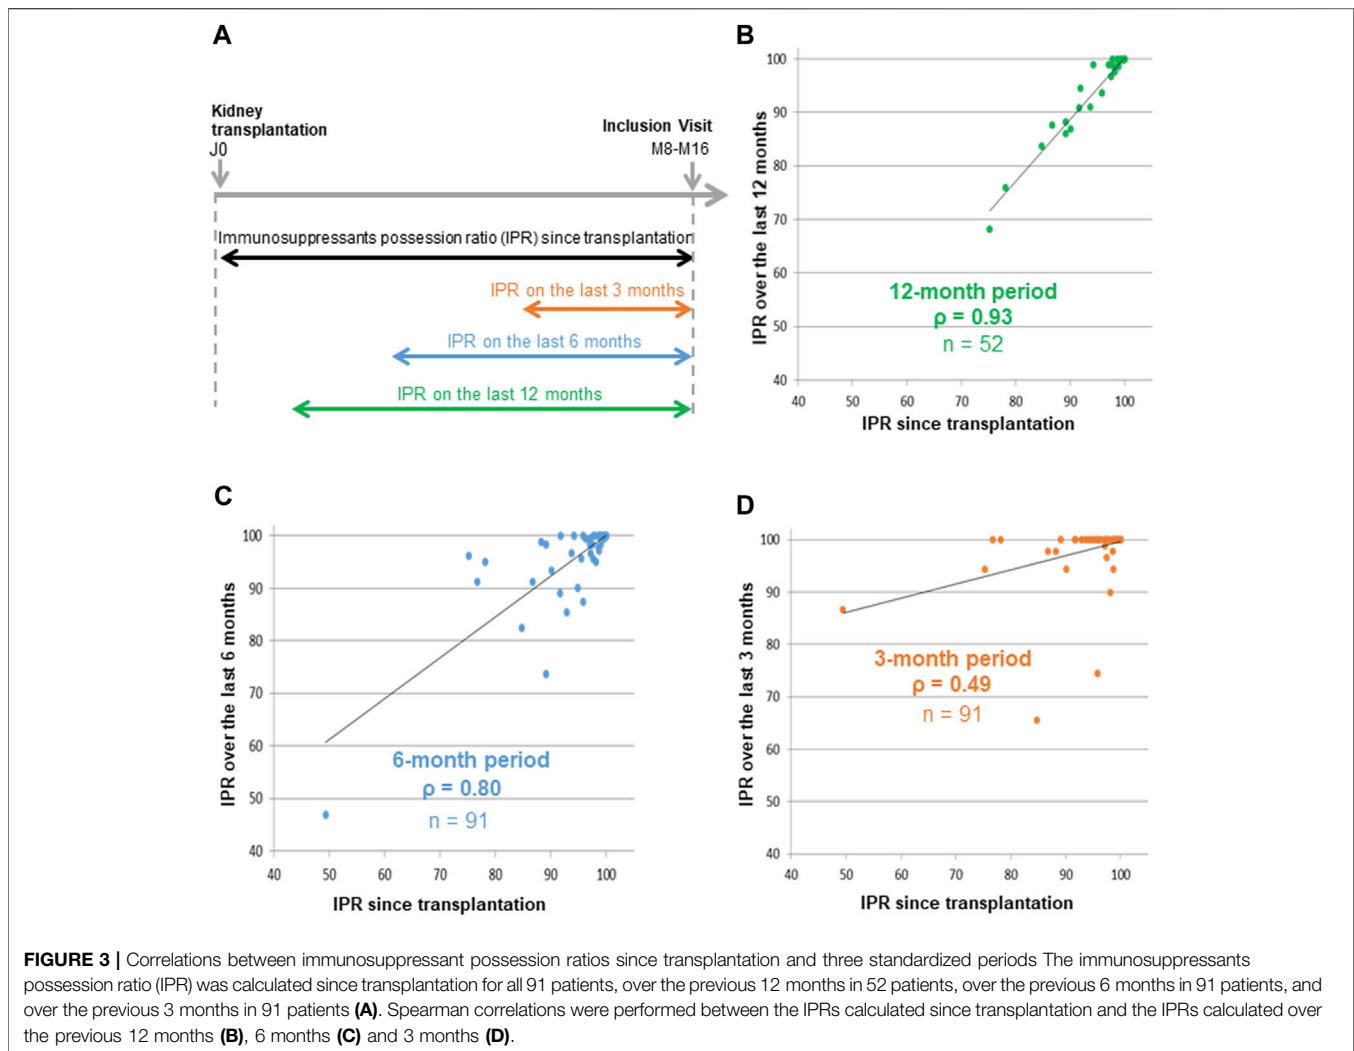 A
Kidney
transplantation
J0
Inclusion Visit
M8-M16
Immunosuppressants possession ratio (IPR) since transplantation
IPR on the last 3 months
IPR on the last 6 months
IPR on the last 12 months
B
IPR over the last 12 months
100
90
80
70
60
50
40
12-month period
ρ = 0.93
n = 52
40 50 60 70 80 90 100
IPR since transplantation
C
IPR over the last 6 months
100
90
80
70
60
50
40
6-month period
ρ = 0.80
n = 91
40 50 60 70 80 90 100
IPR since transplantation
D
IPR over the last 3 months
100
90
80
70
60
50
40
3-month period
ρ = 0.49
n = 91
40 50 60 70 80 90 100
IPR since transplantation
FIGURE 3 | Correlations between immunosuppressant possession ratios since transplantation and three standardized periods The immunosuppressants
possession ratio (IPR) was calculated since transplantation for all 91 patients, over the previous 12 months in 52 patients, over the previous 6 months in 91 patients, and
over the previous 3 months in 91 patients (A). Spearman correlations were performed between the IPRs calculated since transplantation and the IPRs calculated over
the previous 12 months (B), 6 months (C) and 3 months (D).